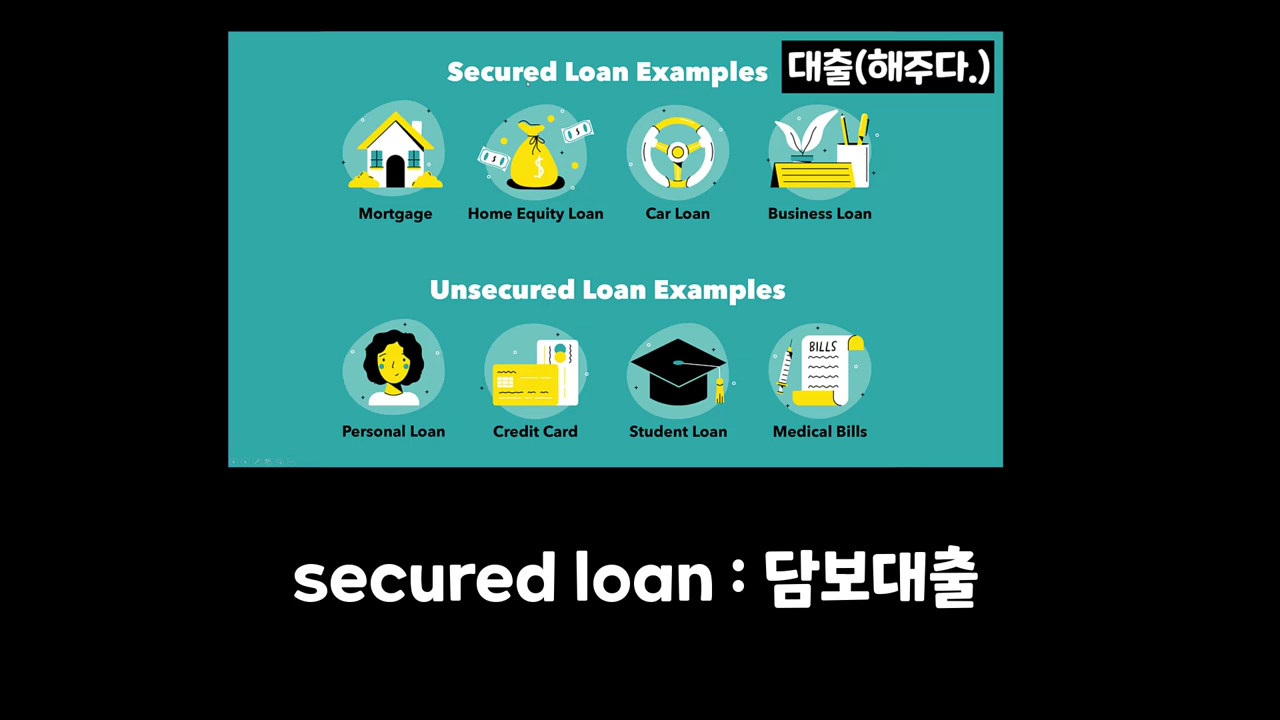 Secured Loan Examples
대출(해주다.)
Mortgage
Home Equity Loan
Car Loan
Business Loan
Unsecured Loan Examples
BILLS
Personal Loan
Credit Card
Student Loan
Medical Bills
secured loan : 담보대출